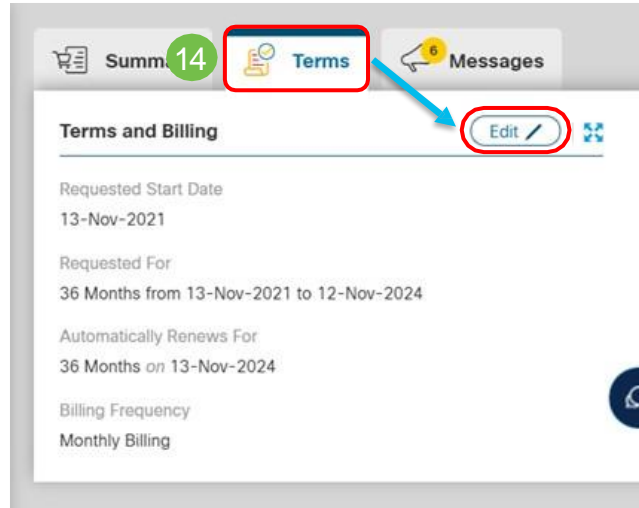 Summ 14 Terms 6 Messages
Terms and Billing Edit
Requested Start Date
13-Nov-2021
Requested For
36 Months from 13-Nov-2021 to 12-Nov-2024
Automatically Renews For
36 Months on 13-Nov-2024
Billing Frequency
Monthly Billing